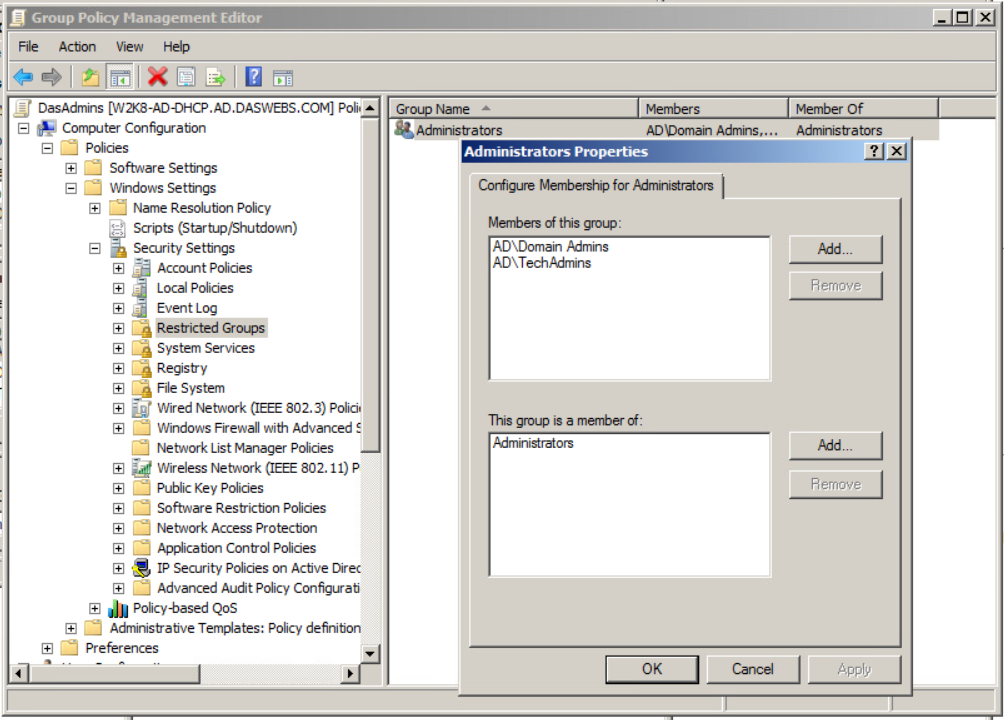 Group Policy Management Editor
File Action View Help
DasAdmins [W2K8-AD-DHCP.AD.DASWEBS.COM] Poli
Computer Configuration
Policies
Software Settings
Windows Settings
Name Resolution Policy
Scripts (Startup/Shutdown)
Security Settings
Account Policies
Local Policies
Event Log
Restricted Groups
System Services
Registry
File System
Wired Network (IEEE 802.3) Polici
Windows Firewall with Advanced S
Network List Manager Policies
Wireless Network (IEEE 802.11) P
Public Key Policies
Software Restriction Policies
Network Access Protection
Application Control Policies
IP Security Policies on Active Direc
Advanced Audit Policy Configurati
Policy-based QoS
Administrative Templates: Policy definition
Preferences
Group Name Members Member Of
Administrators AD\Domain Admins,... Administrators
Administrators Properties
Configure Membership for Administrators
Members of this group:
AD\Domain Admins
AD\TechAdmins
Add...
Remove
This group is a member of:
Administrators
Add...
Remove
OK Cancel Apply